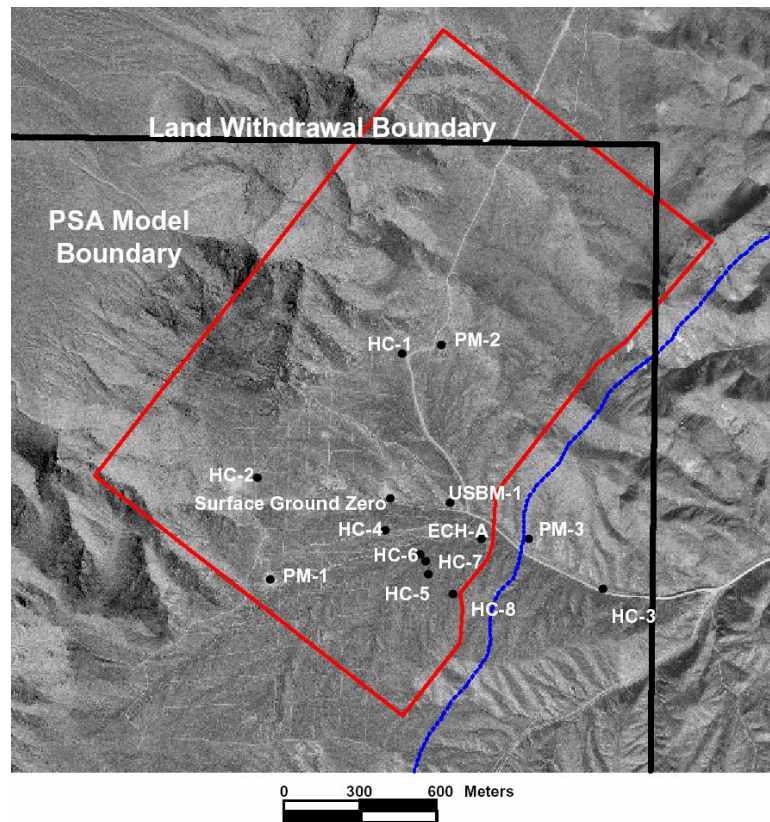 Land Withdrawal Boundary
PSA Model
Boundary
HC-1
PM-2
HC-2
Surface Ground Zero
USBM-1
HC-4
ECH-A
PM-3
HC-6
HC-7
PM-1
HC-5
HC-8
HC-3
0 300 600 Meters